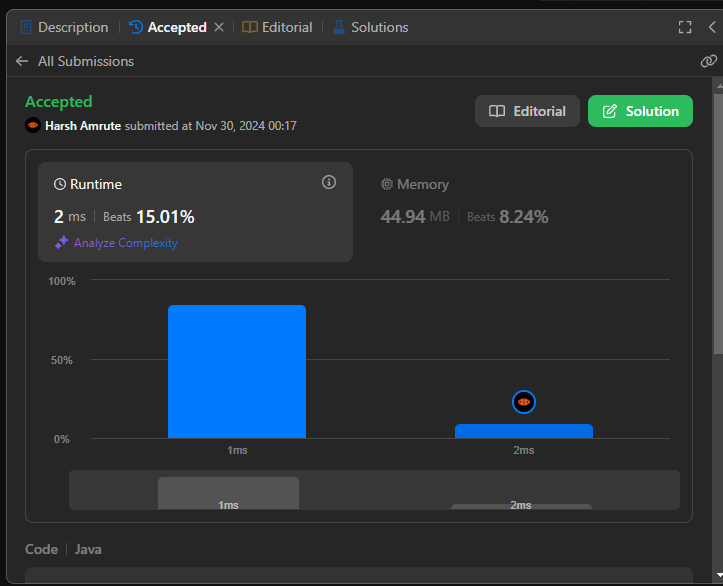 Description Accepted Editorial Solutions
All Submissions
Accepted
Harsh Amrute submitted at Nov 30, 2024 00:17
Editorial Solution
Runtime
2 ms Beats 15.01%
Analyze Complexity
Memory
44.94 MB Beats 8.24%
100%
50%
0%
1ms 2ms
1ms 2ms
Code Java